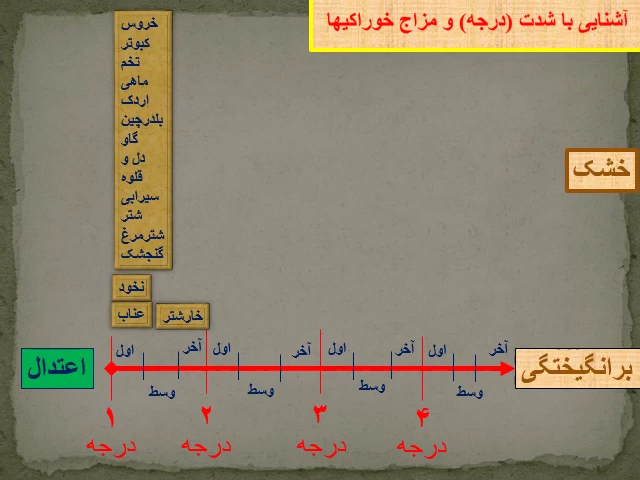 آشنایی با شدت (درجه) و مزاج خوراکیها
خروس
کبوتر
تخم
ماهی
اردک
بلدرچین
گاو
دل و
قلوه
سیرابی
شتر
شترمرغ
گنجشک
خشک
نخود
عناب
خارشتر
اعتدال
اول
وسط
آخر
اول
وسط
آخر
اول
وسط
آخر
اول
وسط
آخر
برانگیختگی
۱
درجه
۲
درجه
۳
درجه
۴
درجه